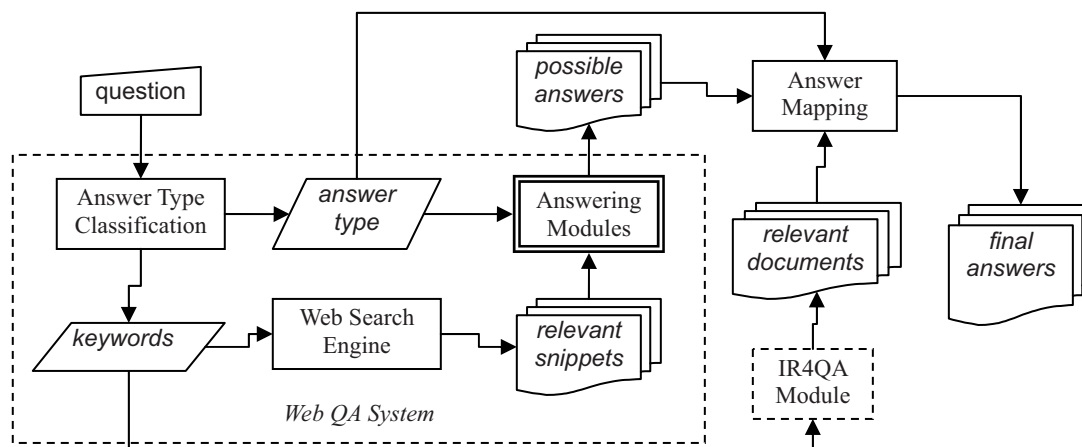 question
possible
answers
Answer
Mapping
Answer Type
Classification
answer
type
Answering
Modules
relevant
documents
final
answers
keywords
Web Search
Engine
relevant
snippets
IR4QA
Module
Web QA System